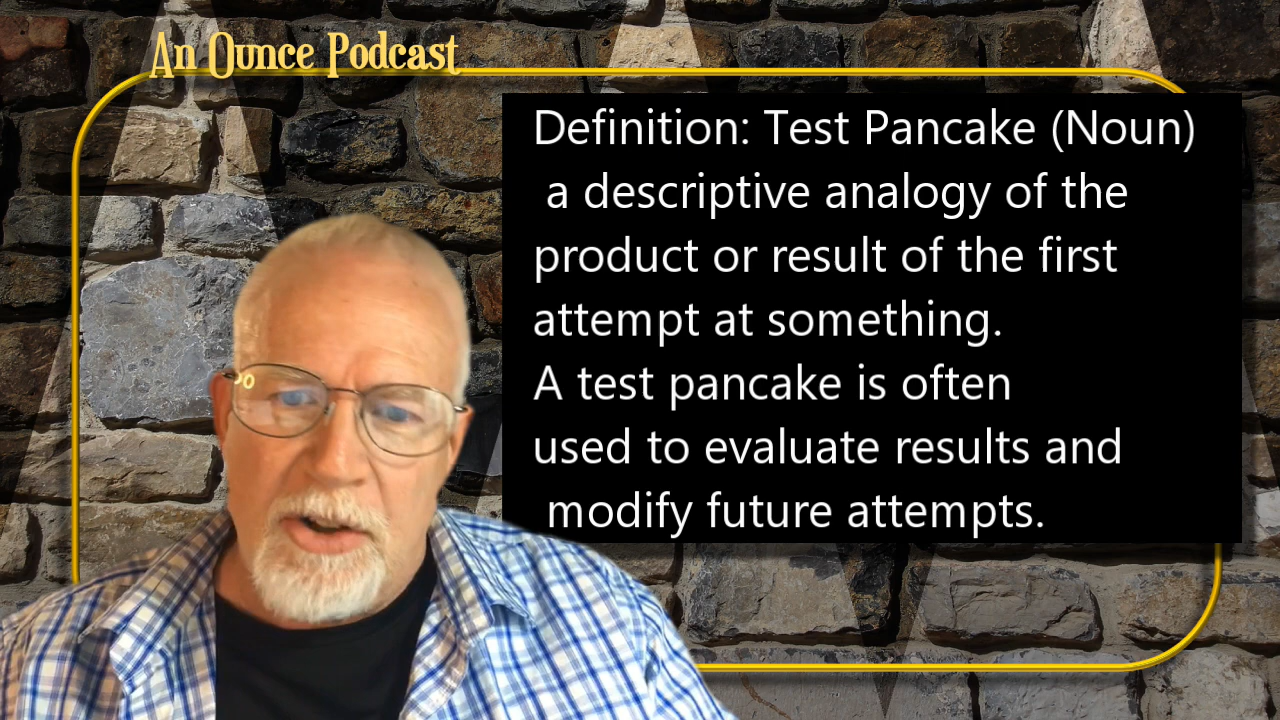 An Ounce Podcast
Definition: Test Pancake (Noun)
a descriptive analogy of the
product or result of the first
attempt at something.
A test pancake is often
used to evaluate results and
modify future attempts.